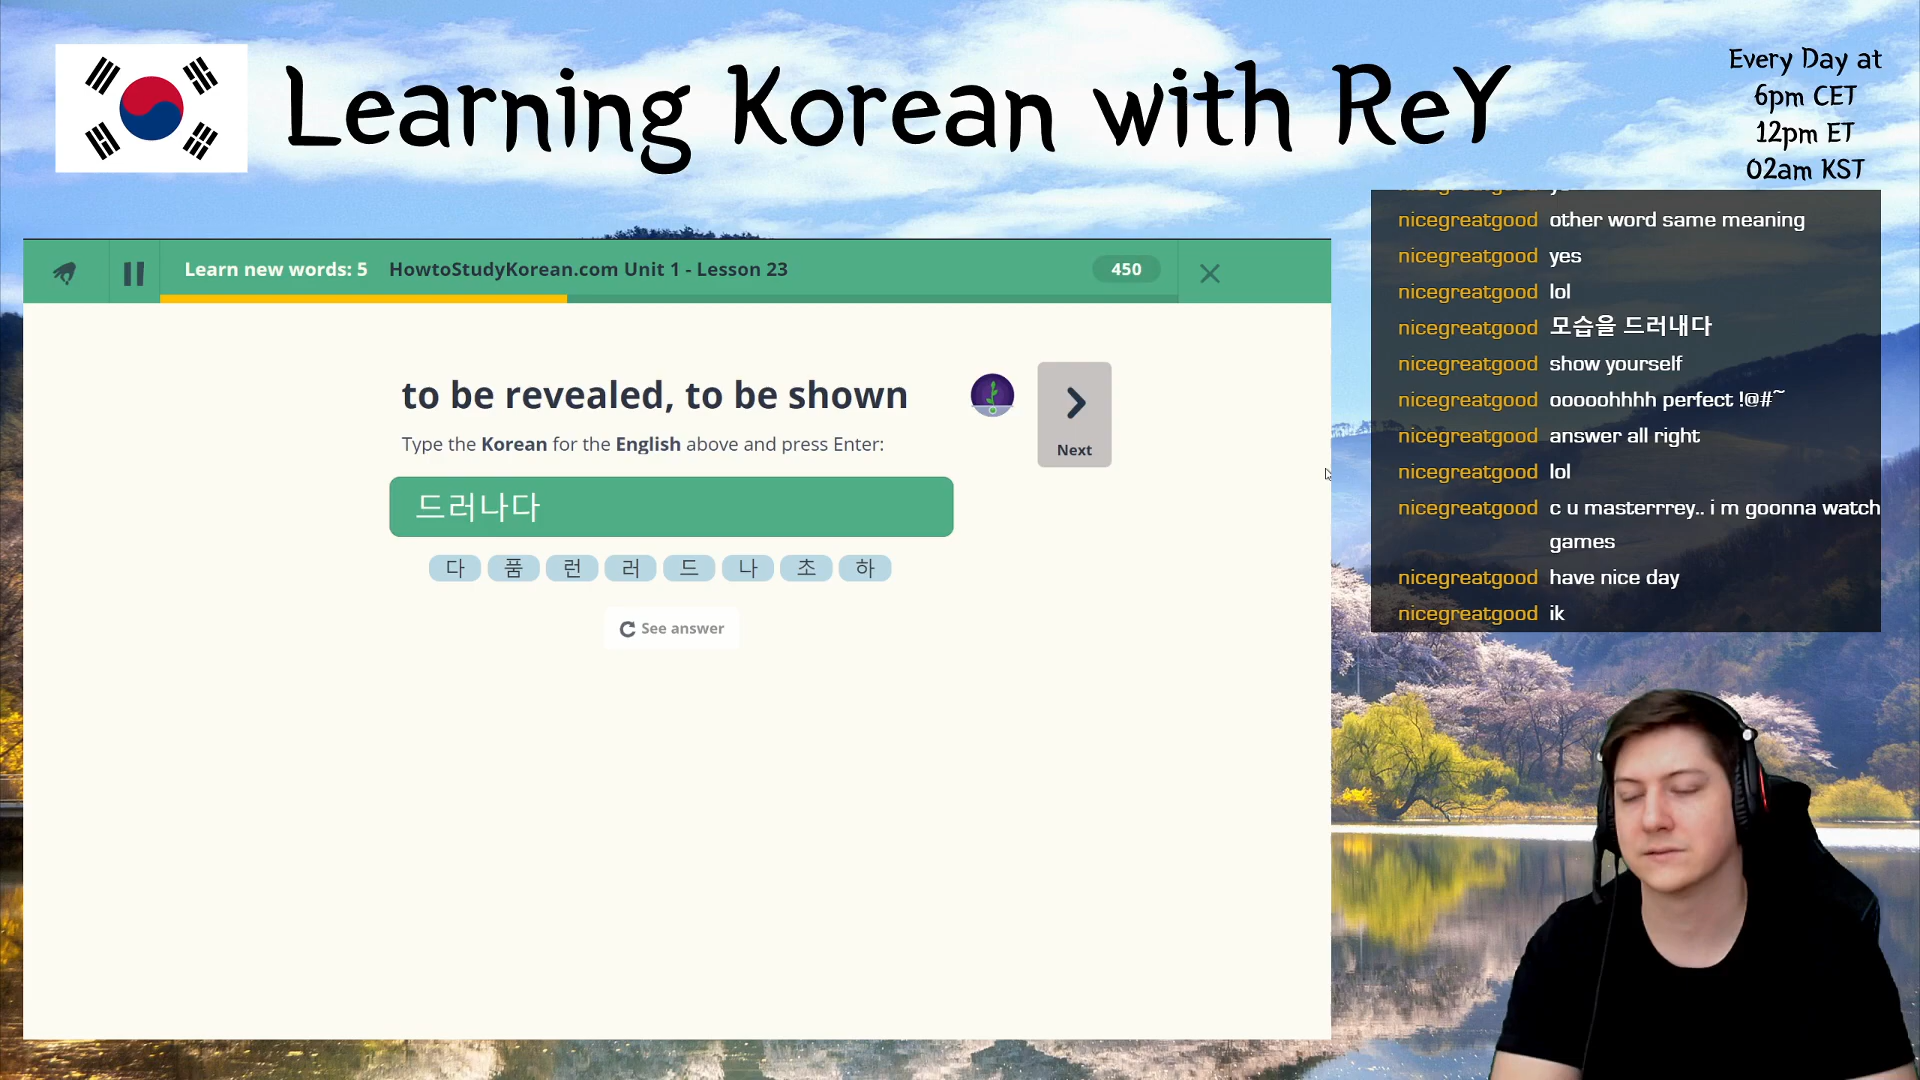 Learning Korean with ReY
Every Day at
6pm CET
12pm ET
02am KST
Learn new words: 5 HowtoStudyKorean.com Unit 1 - Lesson 23
450
to be revealed, to be shown
Type the Korean for the English above and press Enter:
드러나다
다 품 런 러 드 나 초 하
See answer
Next
nicegreatgood other word same meaning
nicegreatgood yes
nicegreatgood lol
nicegreatgood 모습을 드러내다
nicegreatgood show yourself
nicegreatgood ooooohhhh perfect !@#~
nicegreatgood answer all right
nicegreatgood lol
nicegreatgood c u masterrrey.. i m goonna watch
games
nicegreatgood have nice day
nicegreatgood ik